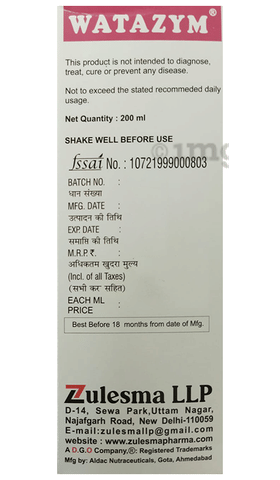 WATAZYM®
This product is not intended to diagnose,
treat, cure or prevent any disease.
Not to exceed the stated recommeded daily
usage.
Net Quantity : 200 ml
SHAKE WELL BEFORE USE
fssai No. : 10721999000803
BATCH NO. :
धान संख्या
MFG. DATE :
उत्पादन की तिथि
EXP. DATE :
समाप्ति की तिथि
M.R.P. ₹. :
अधिकतम खुदरा मुल्य
(Incl. of all Taxes)
(सभी कर सहित)
EACH ML :
PRICE
Best Before 18 months from date of Mfg.
Zulesma LLP
D-14, Sewa Park,Uttam Nagar,
Najafgarh Road, New Delhi-110059
E-mail:zulesmallp@gmail.com
website : www.zulesmapharma.com
A D.G.O Company,®: Registered Trade Marks
Mfg by: Aldac Nutraceuticals, Gota, Ahmedabad